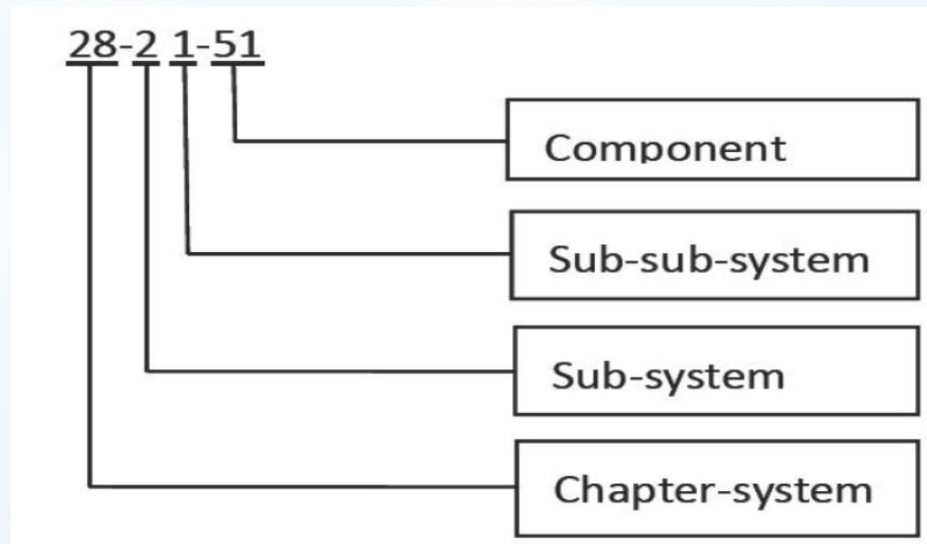 28-2 1-51
Component
Sub-sub-system
Sub-system
Chapter-system